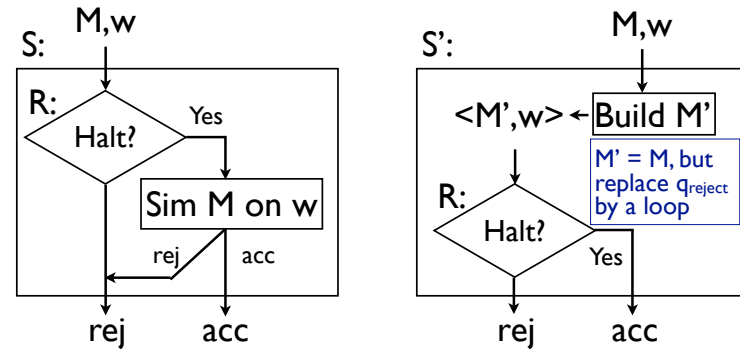 M,w
S:
R:
Yes
Halt?
Sim M on w
rej
acc
rej
acc
M,w
S’:
<M’,w>
Build M’
M’ = M, but
replace qreject
by a loop
R:
Halt?
Yes
rej
acc